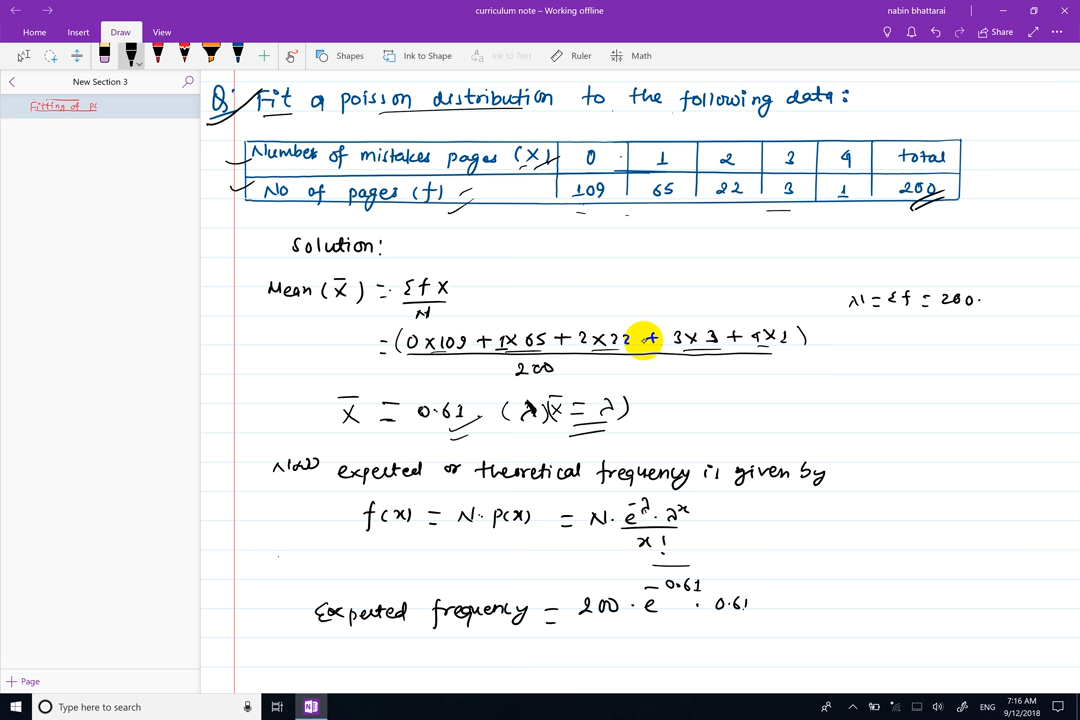 curriculum note – Working offline
nabin bhattarai
Home Insert Draw View
Share
Shapes Ink to Shape Ink to Text Ruler Math
New Section 3
Fitting of ps
Q: Fit a poisson distribution to the following data:
Number of mistakes pages (X) 0 1 2 3 4 total
No of pages (f) 109 65 22 3 1 200
Solution:
Mean (X̄) = Σf X / N
N = Σf = 200.
= (0×109 + 1×65 + 2×22 + 3×3 + 4×1) / 200
X̄ = 0.61 (X̄ = λ)
Now expected or theoretical frequency is given by
f(x) = N. P(x) = N. e^-λ . λ^x / x!
Expected frequency = 200 . e^-0.61 . 0.61
Page
Type here to search
ENG
7:16 AM
9/12/2018